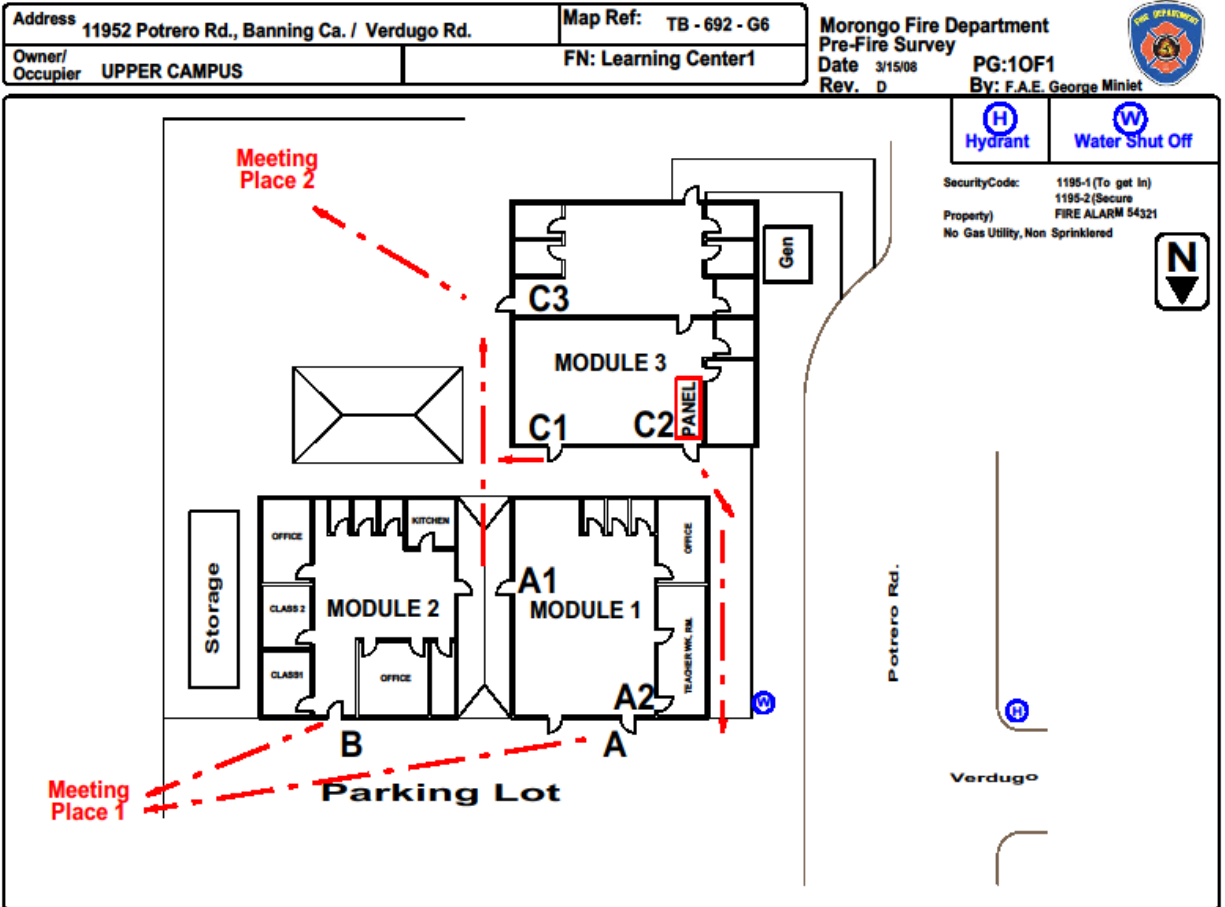 Address 11952 Potrero Rd., Banning Ca. / Verdugo Rd.
Map Ref: TB - 692 - G6
Owner/
Occupier UPPER CAMPUS
FN: Learning Center1
Morongo Fire Department
Pre-Fire Survey
Date 3/15/08 PG:1OF1
Rev. D By: F.A.E. George Miniet
FIRE DEPARTMENT
H
Hydrant
W
Water Shut Off
SecurityCode: 1195-1(To get In)
1195-2(Secure
Property) FIRE ALARM 54321
No Gas Utility, Non Sprinklered
N
Meeting
Place 2
Gen
C3
MODULE 3
PANEL
C1
C2
KITCHEN
OFFICE
OFFICE
Storage
A1
CLASS 2
MODULE 2
MODULE 1
Potrero Rd.
TEACHER WK. RM.
CLASS1
OFFICE
A2
W
H
B
A
Verdugo
Meeting
Place 1
Parking Lot